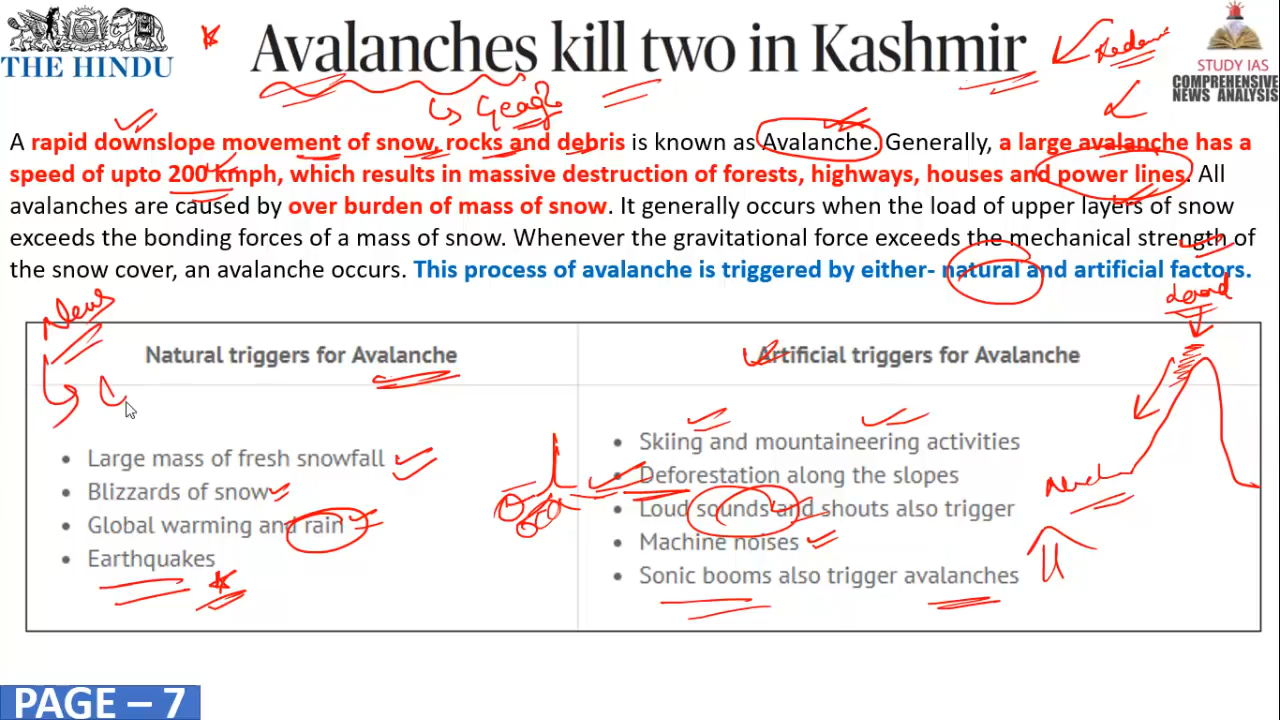 THE HINDU
Avalanches kill two in Kashmir
STUDY IAS
COMPREHENSIVE
NEWS ANALYSIS
A rapid downslope movement of snow, rocks and debris is known as Avalanche. Generally, a large avalanche has a
speed of upto 200 kmph, which results in massive destruction of forests, highways, houses and power lines. All
avalanches are caused by over burden of mass of snow. It generally occurs when the load of upper layers of snow
exceeds the bonding forces of a mass of snow. Whenever the gravitational force exceeds the mechanical strength of
the snow cover, an avalanche occurs. This process of avalanche is triggered by either- natural and artificial factors.
News
Load
Natural triggers for Avalanche
Artificial triggers for Avalanche
• Large mass of fresh snowfall
• Blizzards of snow
• Global warming and rain
• Earthquakes
• Skiing and mountaineering activities
• Deforestation along the slopes
• Loud sounds and shouts also trigger
• Machine noises
• Sonic booms also trigger avalanches
PAGE – 7